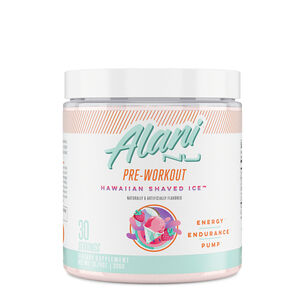 Alani
NU
PRE-WORKOUT
HAWAIIAN SHAVED ICE™
NATURALLY & ARTIFICIALLY FLAVORED
ENERGY
ENDURANCE
PUMP
30
SERVINGS
DIETARY SUPPLEMENT